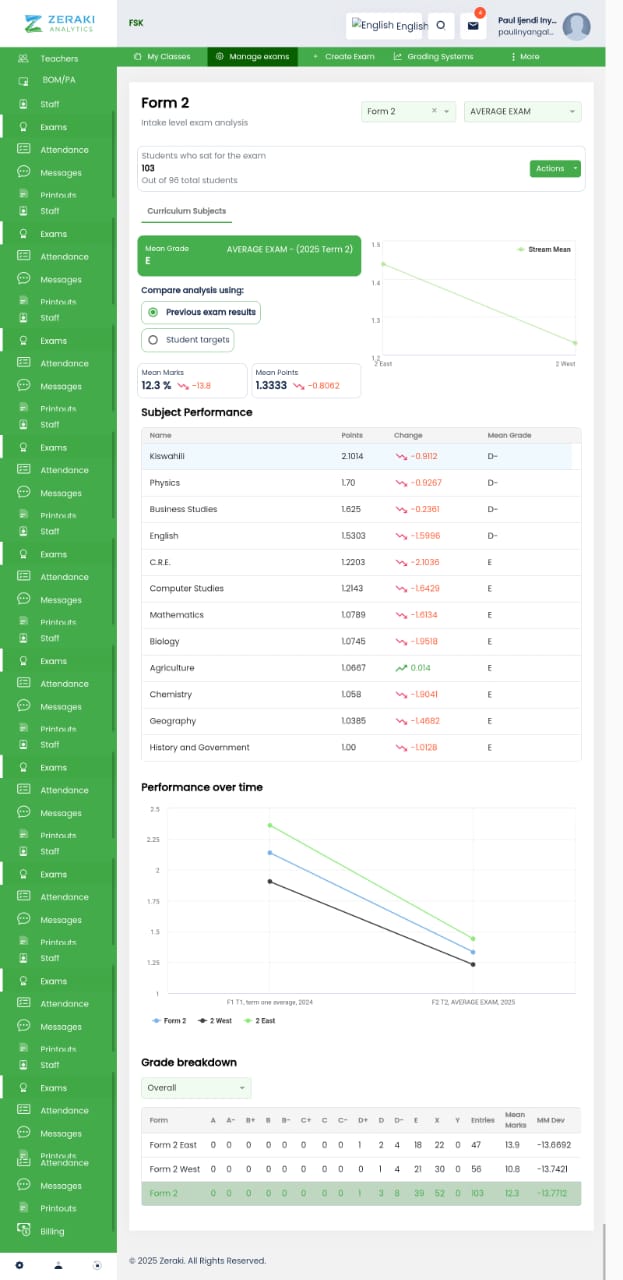 ZERAKI
ANALYTICS
FSK
English English
4
Paul Ijendi Iny...
paulinyangal...
Teachers
BOM/PA
Staff
Exams
Attendance
Messages
Printouts
Staff
Exams
Attendance
Messages
Printouts
Staff
Exams
Attendance
Messages
Printouts
Staff
Exams
Attendance
Messages
Printouts
Staff
Exams
Attendance
Messages
Printouts
Staff
Exams
Attendance
Messages
Printouts
Staff
Exams
Attendance
Messages
Printouts
Staff
Exams
Attendance
Messages
Printouts
Staff
Exams
Attendance
Messages
Printouts
Staff
Exams
Attendance
Messages
Printouts
Attendance
Messages
Printouts
Billing
My Classes Manage exams + Create Exam Grading Systems More
Form 2
Intake level exam analysis
Form 2 × AVERAGE EXAM
Students who sat for the exam
103
Out of 96 total students
Actions
Curriculum Subjects
Mean Grade AVERAGE EXAM - (2025 Term 2)
E
Compare analysis using:
Previous exam results
Student targets
Mean Marks
12.3 % -13.8
Mean Points
1.3333 -0.8062
Stream Mean
1.5
1.4
1.3
1.2
2 East 2 West
Subject Performance
Name Points Change Mean Grade
Kiswahili 2.1014 -0.9112 D-
Physics 1.70 -0.9267 D-
Business Studies 1.625 -0.2361 D-
English 1.5303 -1.5996 D-
C.R.E. 1.2203 -2.1036 E
Computer Studies 1.2143 -1.6429 E
Mathematics 1.0789 -1.6134 E
Biology 1.0745 -1.9518 E
Agriculture 1.0667 0.014 E
Chemistry 1.058 -1.9041 E
Geography 1.0385 -1.4682 E
History and Government 1.00 -1.0128 E
Performance over time
2.5
2.25
2
1.75
1.5
1.25
1
F1 T1, term one average, 2024 F2 T2, AVERAGE EXAM, 2025
Form 2 2 West 2 East
Grade breakdown
Overall
Form A A- B+ B B- C+ C C- D+ D D- E X Y Entries Mean Marks MM Dev
Form 2 East 0 0 0 0 0 0 0 0 1 2 4 18 22 0 47 13.9 -13.6692
Form 2 West 0 0 0 0 0 0 0 0 0 1 4 21 30 0 56 10.8 -13.7421
Form 2 0 0 0 0 0 0 0 0 1 3 8 39 52 0 103 12.3 -13.7712
© 2025 Zeraki. All Rights Reserved.